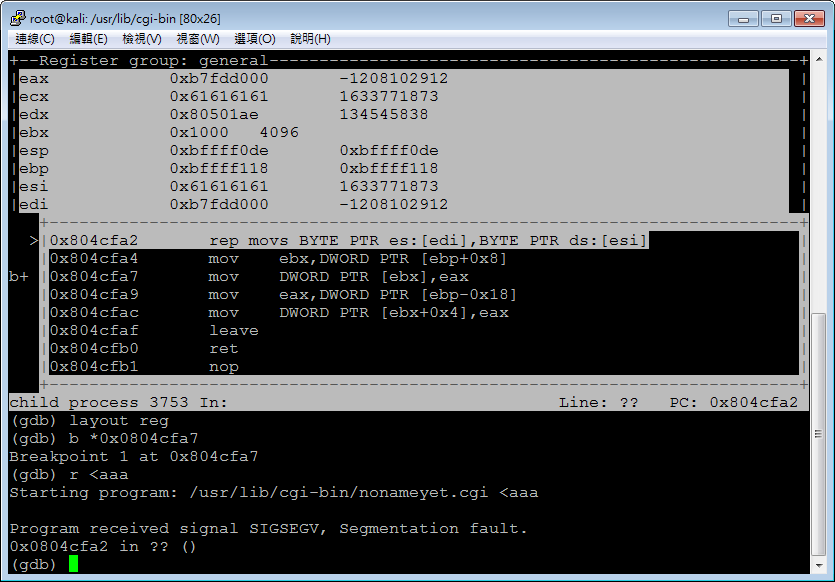 root@kali: /usr/lib/cgi-bin [80x26]
連線(C) 編輯(E) 檢視(V) 視窗(W) 選項(O) 說明(H)
+--Register group: general-----------------------------------------------------+
|eax 0xb7fdd000 -1208102912 |
|ecx 0x61616161 1633771873 |
|edx 0x80501ae 134545838 |
|ebx 0x1000 4096 |
|esp 0xbffff0de 0xbffff0de |
|ebp 0xbffff118 0xbffff118 |
|esi 0x61616161 1633771873 |
|edi 0xb7fdd000 -1208102912 |
+---------------------------------------------------------------------------+
>|0x804cfa2 rep movs BYTE PTR es:[edi],BYTE PTR ds:[esi] |
|0x804cfa4 mov ebx,DWORD PTR [ebp+0x8] |
b+ |0x804cfa7 mov DWORD PTR [ebx],eax |
|0x804cfa9 mov eax,DWORD PTR [ebp-0x18] |
|0x804cfac mov DWORD PTR [ebx+0x4],eax |
|0x804cfaf leave |
|0x804cfb0 ret |
|0x804cfb1 nop |
+---------------------------------------------------------------------------+
child process 3753 In: Line: ?? PC: 0x804cfa2
(gdb) layout reg
(gdb) b *0x0804cfa7
Breakpoint 1 at 0x804cfa7
(gdb) r <aaa
Starting program: /usr/lib/cgi-bin/nonameyet.cgi <aaa
Program received signal SIGSEGV, Segmentation fault.
0x0804cfa2 in ?? ()
(gdb)